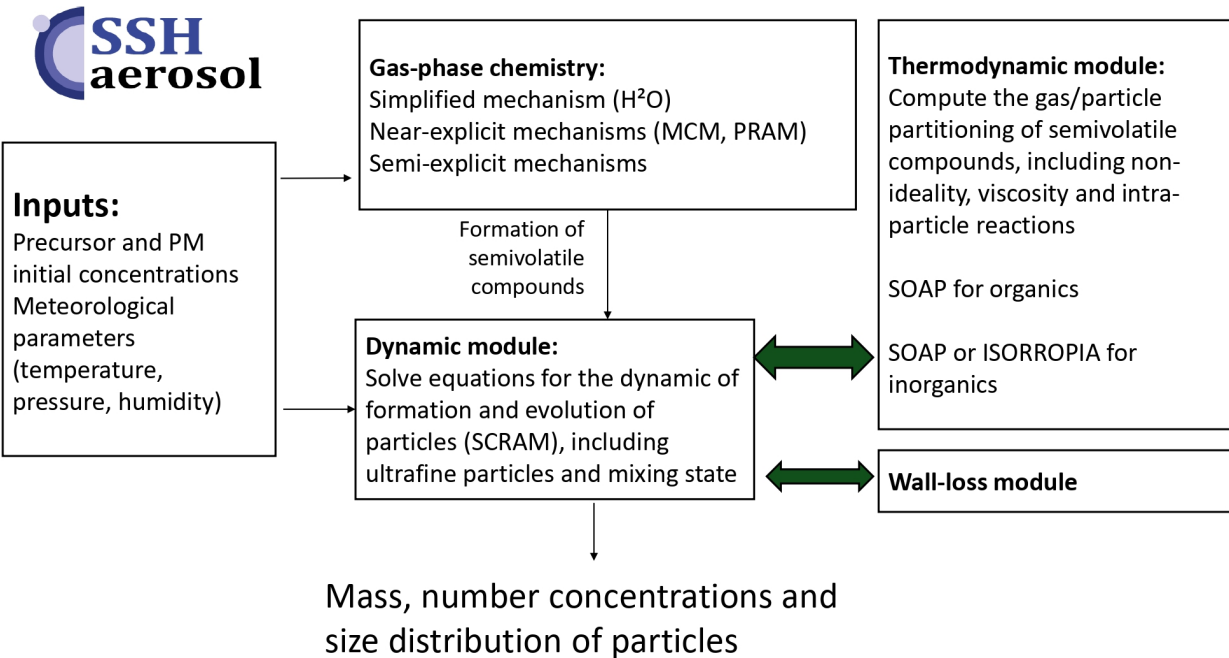 SSH
aerosol
Inputs:
Precursor and PM
initial concentrations
Meteorological
parameters
(temperature,
pressure, humidity)
Gas-phase chemistry:
Simplified mechanism (H²O)
Near-explicit mechanisms (MCM, PRAM)
Semi-explicit mechanisms
Formation of
semivolatile
compounds
Dynamic module:
Solve equations for the dynamic of
formation and evolution of
particles (SCRAM), including
ultrafine particles and mixing state
Thermodynamic module:
Compute the gas/particle
partitioning of semivolatile
compounds, including non-
ideality, viscosity and intra-
particle reactions
SOAP for organics
SOAP or ISORROPIA for
inorganics
Wall-loss module
Mass, number concentrations and
size distribution of particles